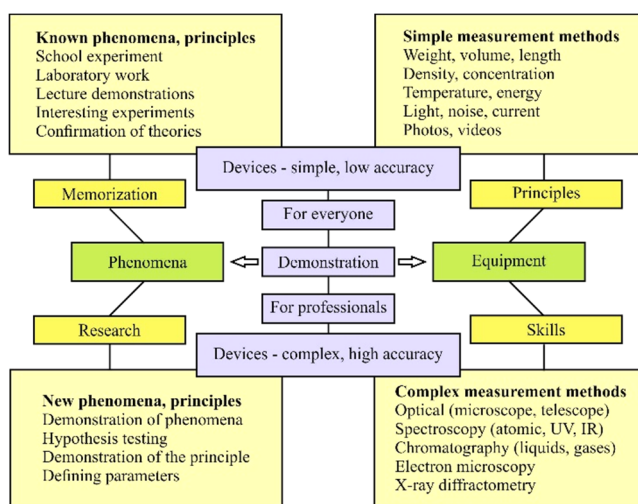 Known phenomena, principles
School experiment
Laboratory work
Lecture demonstrations
Interesting experiments
Confirmation of theories
Simple measurement methods
Weight, volume, length
Density, concentration
Temperature, energy
Light, noise, current
Photos, videos
Devices - simple, low accuracy
Memorization
For everyone
Principles
Phenomena
Demonstration
Equipment
For professionals
Research
Skills
Devices - complex, high accuracy
New phenomena, principles
Demonstration of phenomena
Hypothesis testing
Demonstration of the principle
Defining parameters
Complex measurement methods
Optical (microscope, telescope)
Spectroscopy (atomic, UV, IR)
Chromatography (liquids, gases)
Electron microscopy
X-ray diffractometry